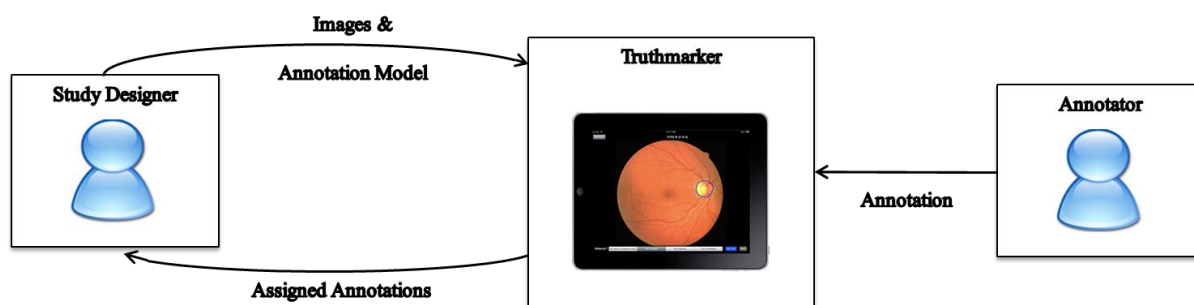 Images &
Annotation Model
Study Designer
Truthmarker
Annotator
Annotation
Assigned Annotations